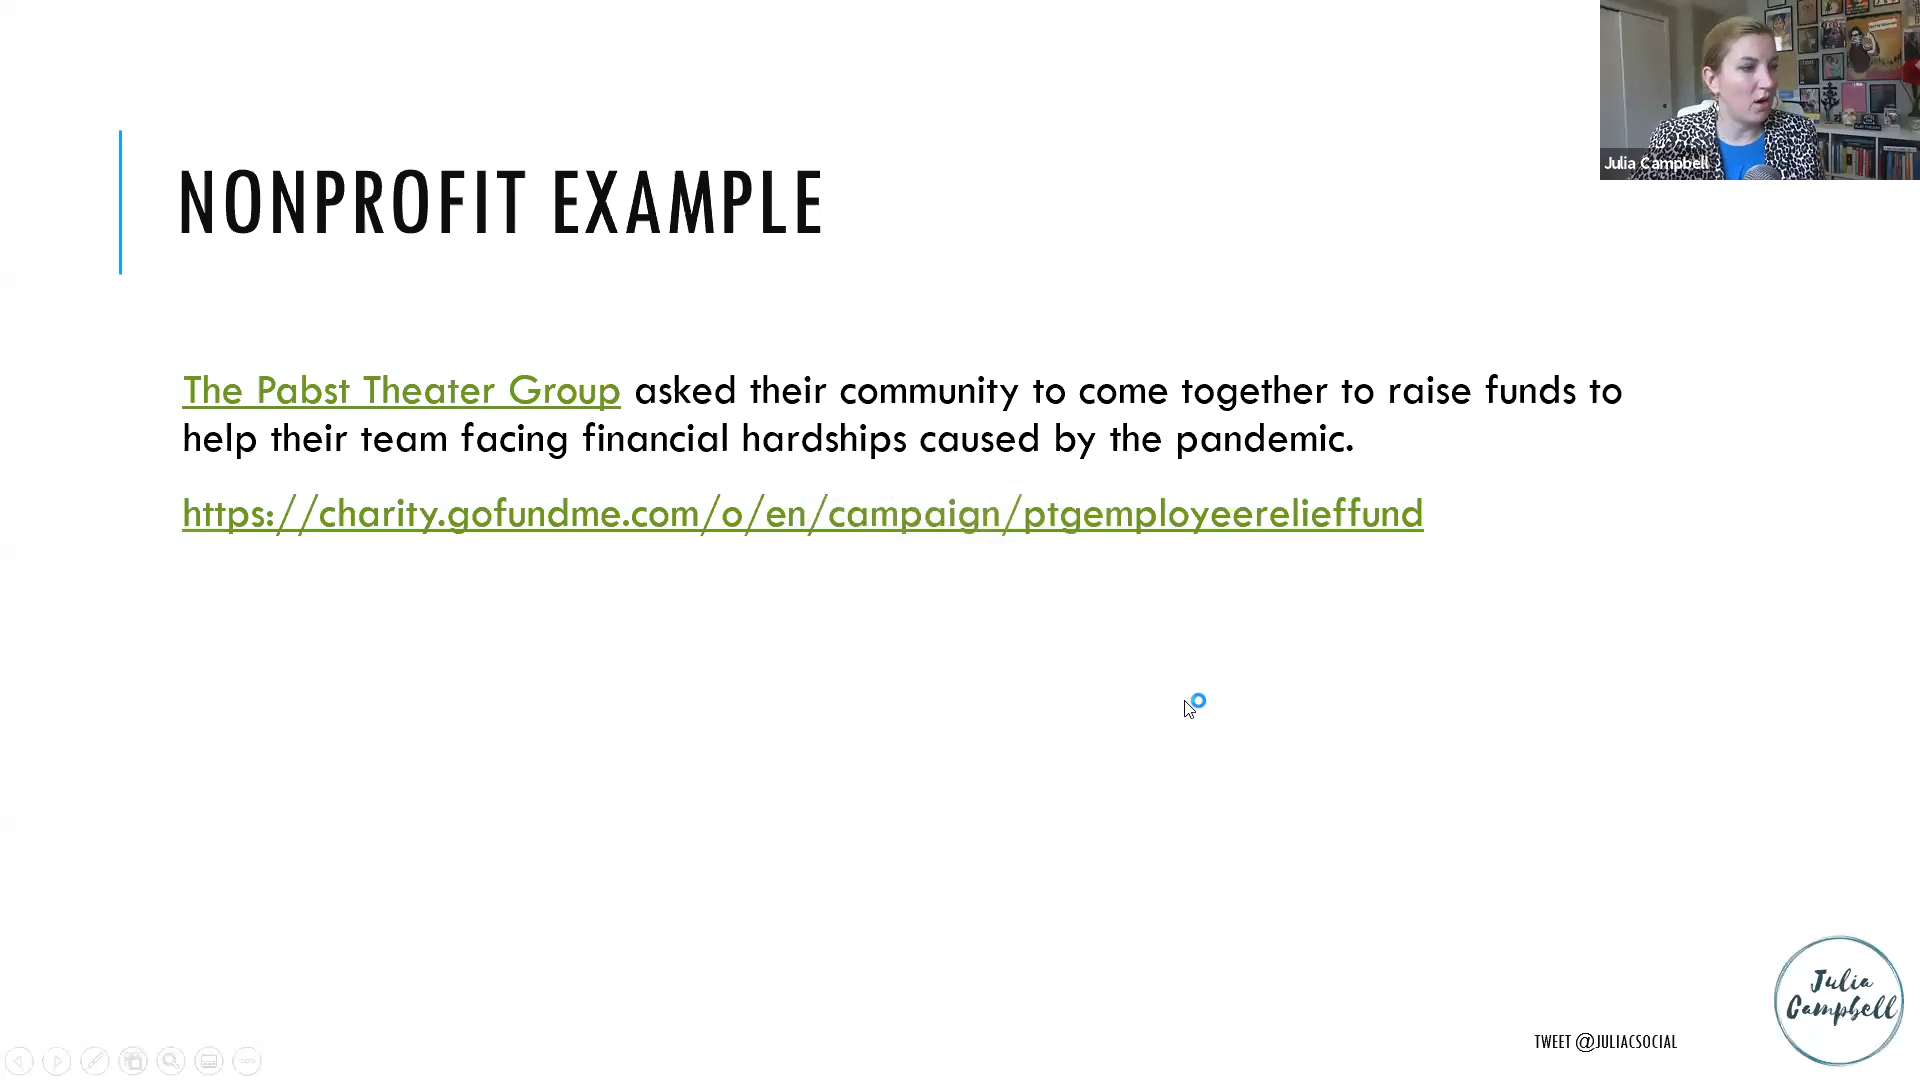 Julia Campbell
NONPROFIT EXAMPLE
The Pabst Theater Group asked their community to come together to raise funds to
help their team facing financial hardships caused by the pandemic.
https://charity.gofundme.com/o/en/campaign/ptgemployeerelieffund
Julia
Campbell
TWEET @JULIACSOCIAL